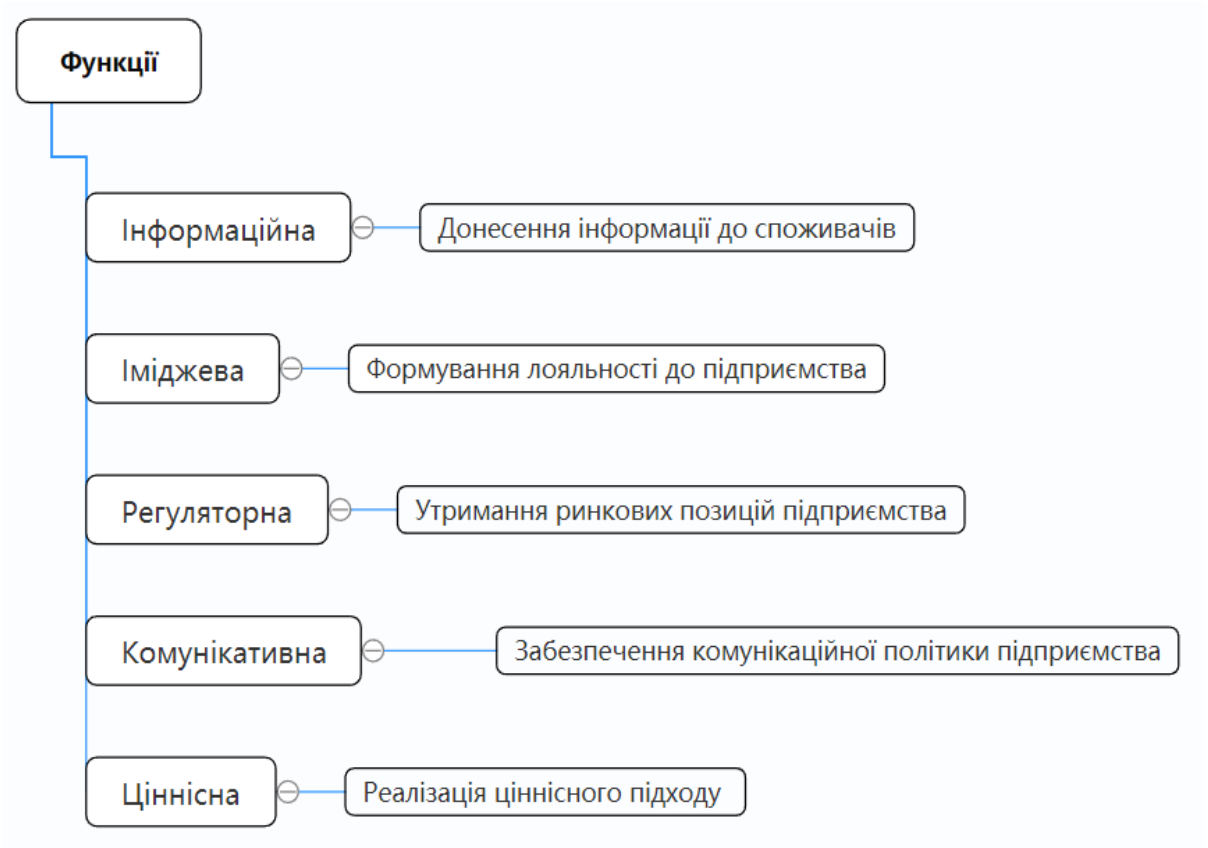 Функції
Інформаційна
Донесення інформації до споживачів
Іміджева
Формування лояльності до підприємства
Регуляторна
Утримання ринкових позицій підприємства
Комунікативна
Забезпечення комунікаційної політики підприємства
Ціннісна
Реалізація ціннісного підходу